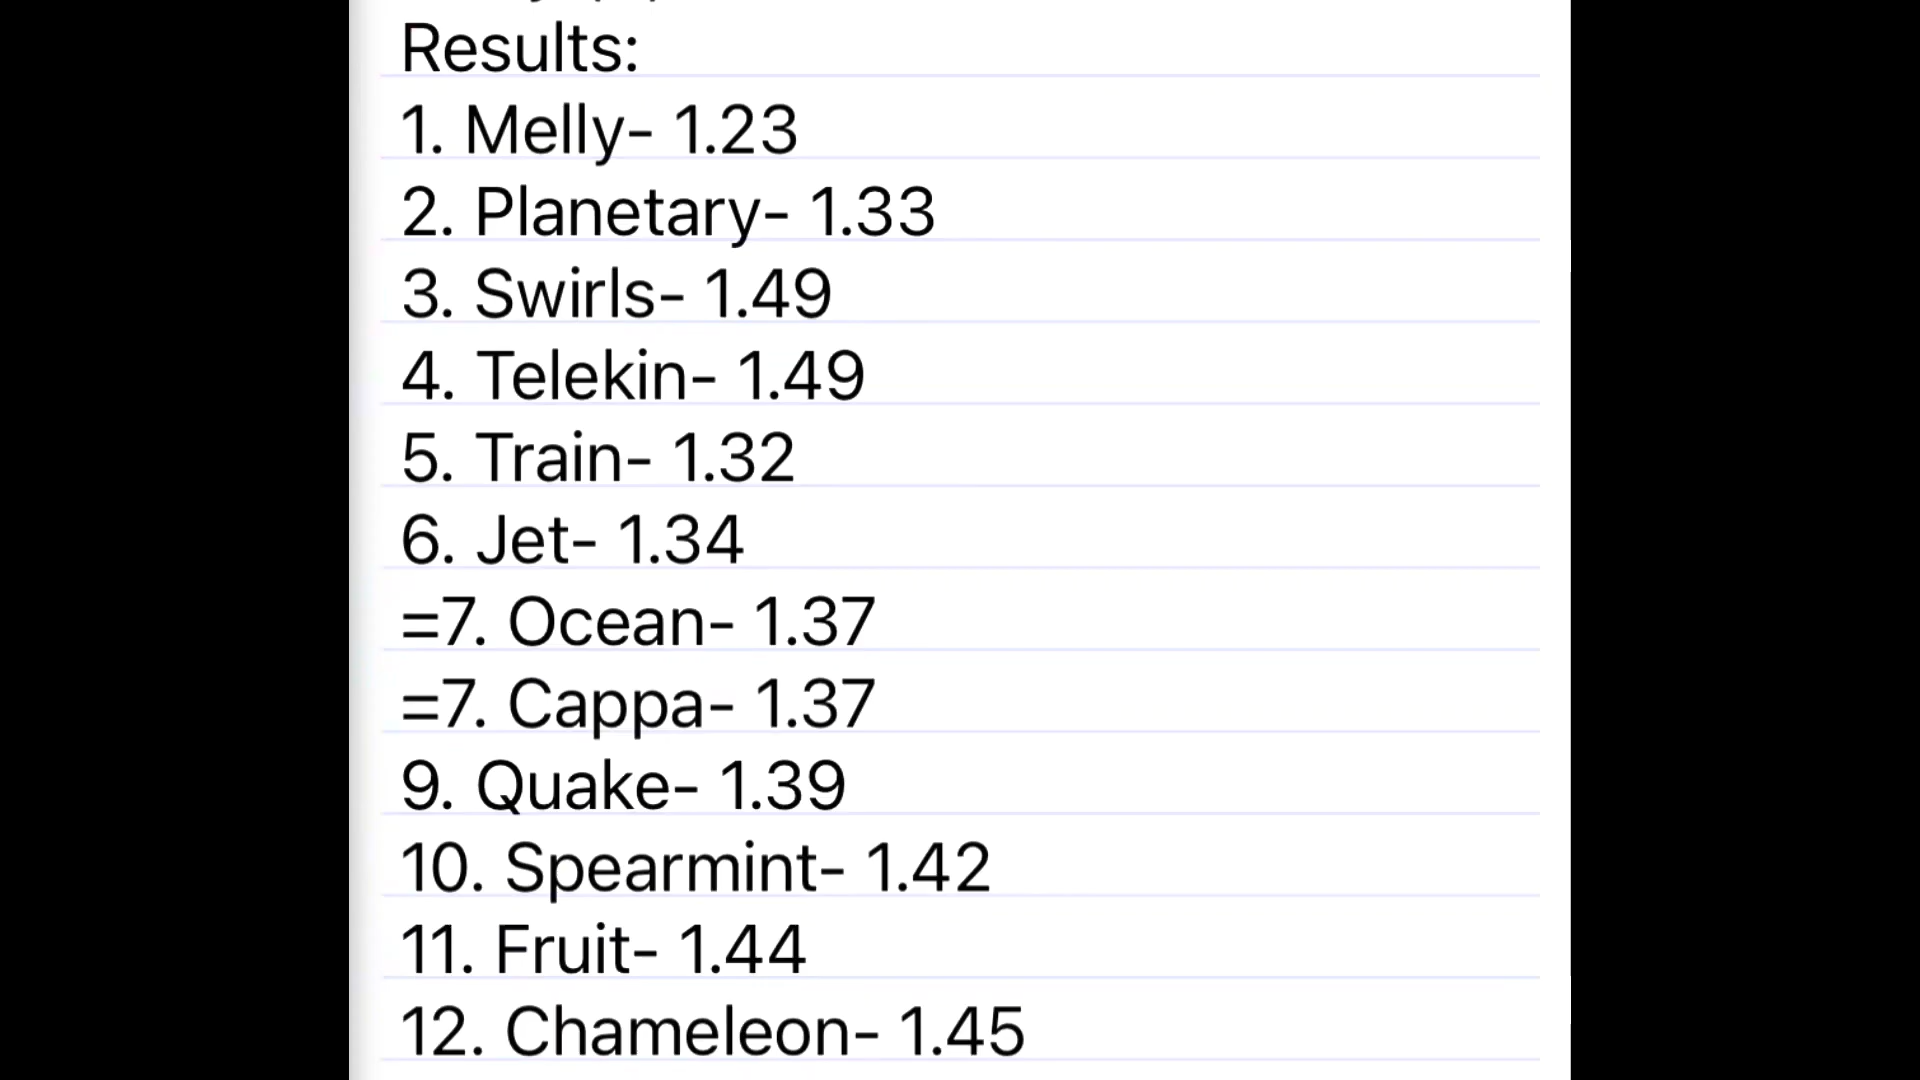 Results:
1. Melly- 1.23
2. Planetary- 1.33
3. Swirls- 1.49
4. Telekin- 1.49
5. Train- 1.32
6. Jet- 1.34
=7. Ocean- 1.37
=7. Cappa- 1.37
9. Quake- 1.39
10. Spearmint- 1.42
11. Fruit- 1.44
12. Chameleon- 1.45